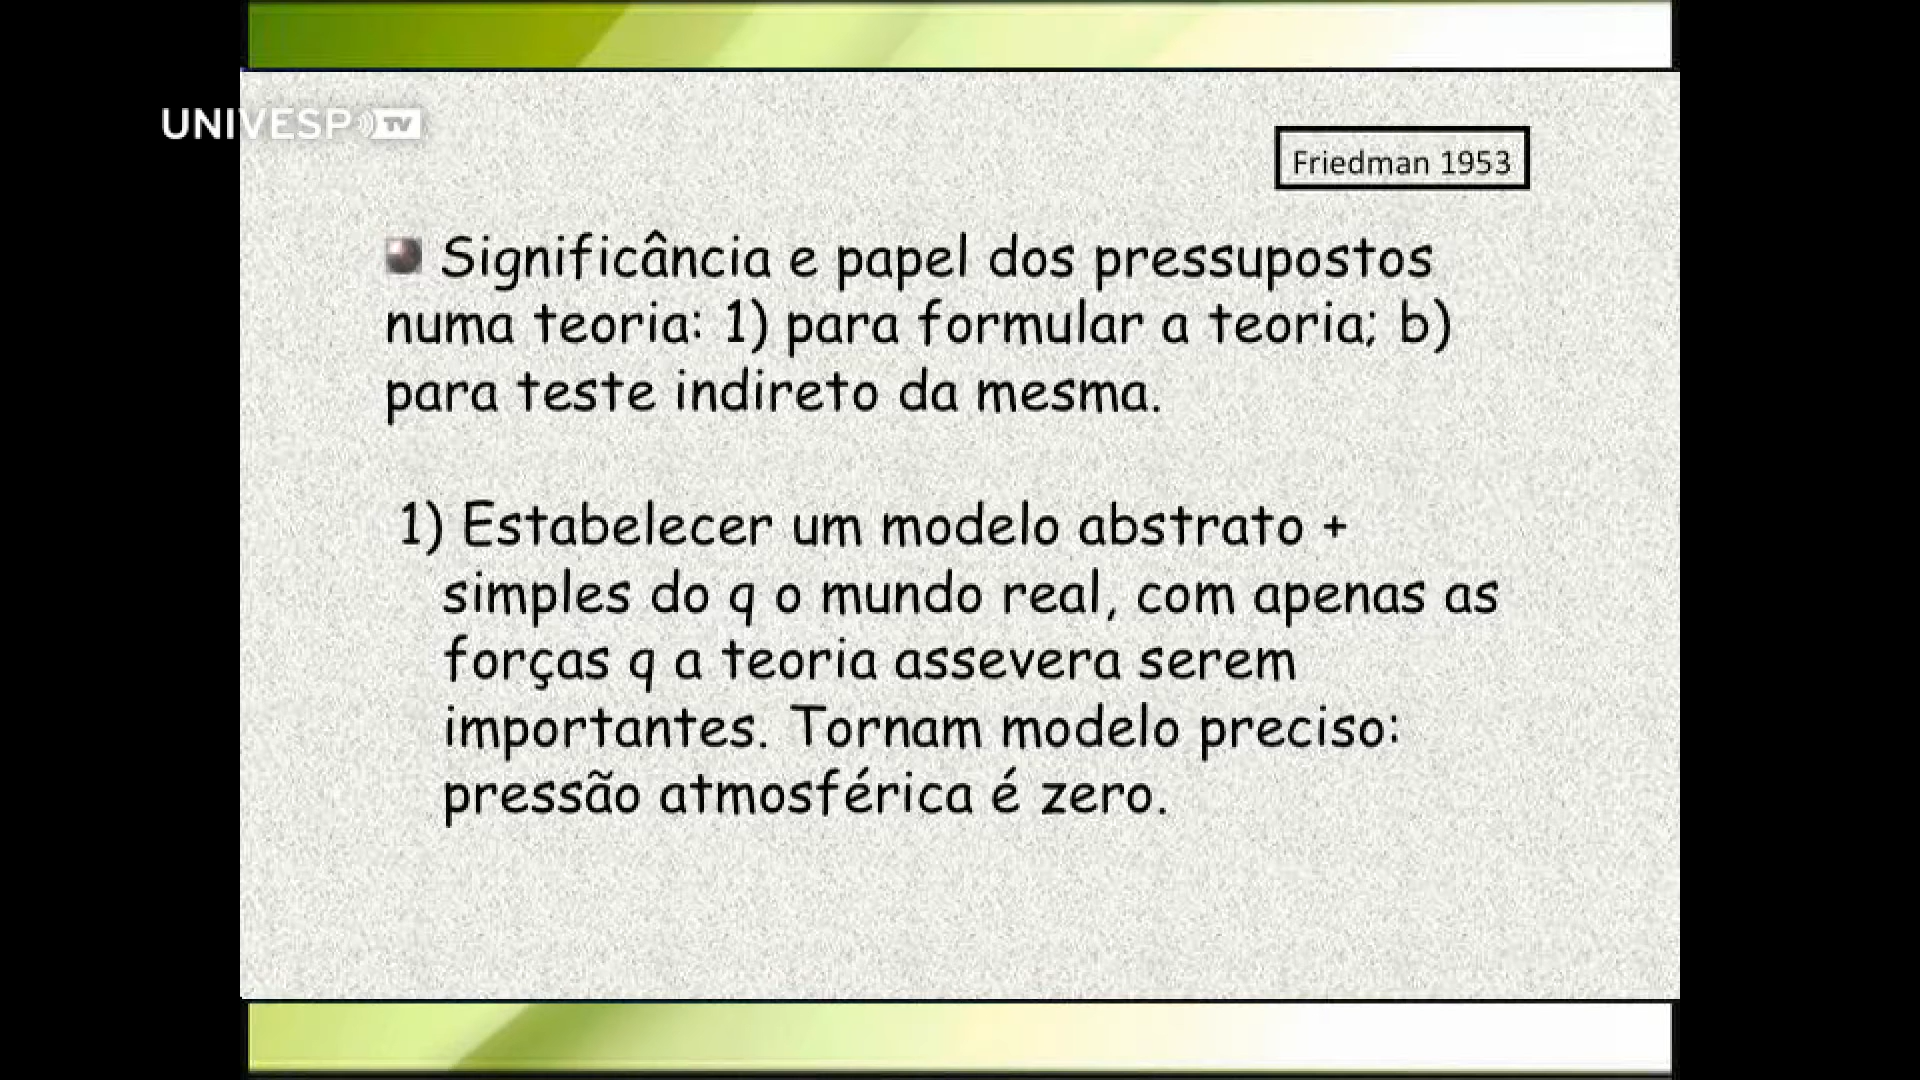 UNIVESP TV
Friedman 1953
Significância e papel dos pressupostos
numa teoria: 1) para formular a teoria; b)
para teste indireto da mesma.
1) Estabelecer um modelo abstrato +
simples do q o mundo real, com apenas as
forças q a teoria assevera serem
importantes. Tornam modelo preciso:
pressão atmosférica é zero.